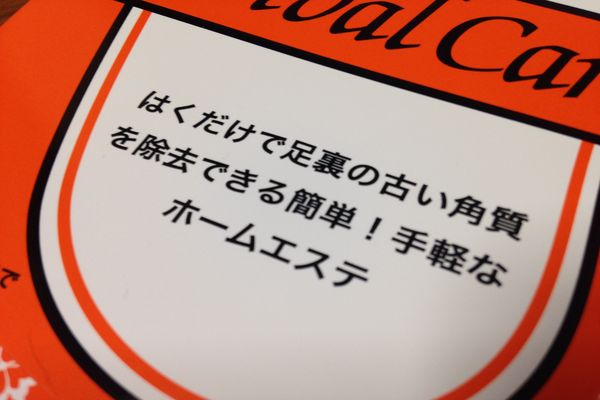 はくだけで足裏の古い角質
を除去できる簡単！手軽な
ホームエステ
で